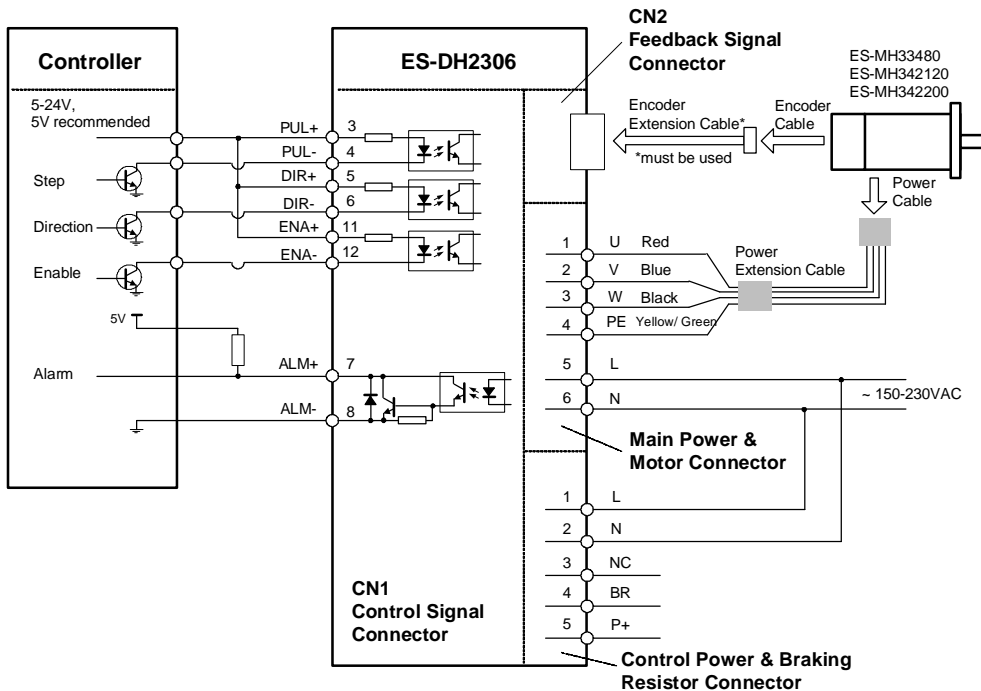 Controller
5-24V,
5V recommended
Step
Direction
Enable
5V
Alarm
ES-DH2306
PUL+ 3
PUL- 4
DIR+ 5
DIR- 6
ENA+ 11
ENA- 12
ALM+ 7
ALM- 8
CN1
Control Signal
Connector
CN2
Feedback Signal
Connector
Encoder
Extension Cable*
*must be used
Encoder
Cable
ES-MH33480
ES-MH342120
ES-MH342200
Power
Cable
Power
Extension Cable
1 U Red
2 V Blue
3 W Black
4 PE Yellow/ Green
5 L
6 N
~ 150-230VAC
Main Power &
Motor Connector
1 L
2 N
3 NC
4 BR
5 P+
Control Power & Braking
Resistor Connector